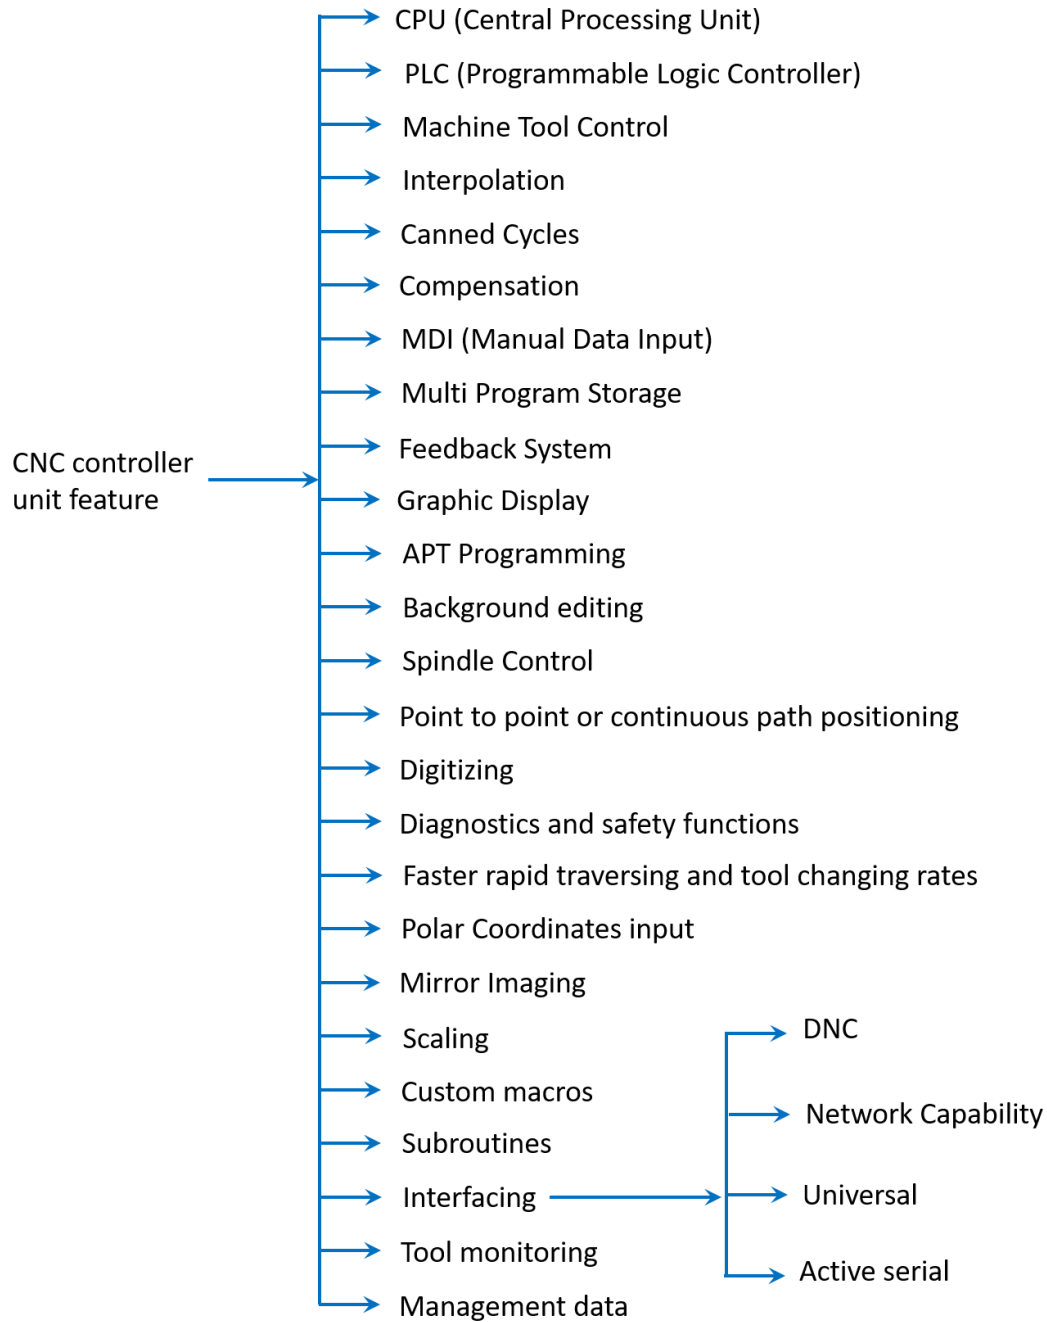 CPU (Central Processing Unit)
PLC (Programmable Logic Controller)
Machine Tool Control
Interpolation
Canned Cycles
Compensation
MDI (Manual Data Input)
Multi Program Storage
Feedback System
CNC controller
unit feature
Graphic Display
APT Programming
Background editing
Spindle Control
Point to point or continuous path positioning
Digitizing
Diagnostics and safety functions
Faster rapid traversing and tool changing rates
Polar Coordinates input
Mirror Imaging
Scaling
Custom macros
Subroutines
Interfacing
DNC
Network Capability
Universal
Active serial
Tool monitoring
Management data